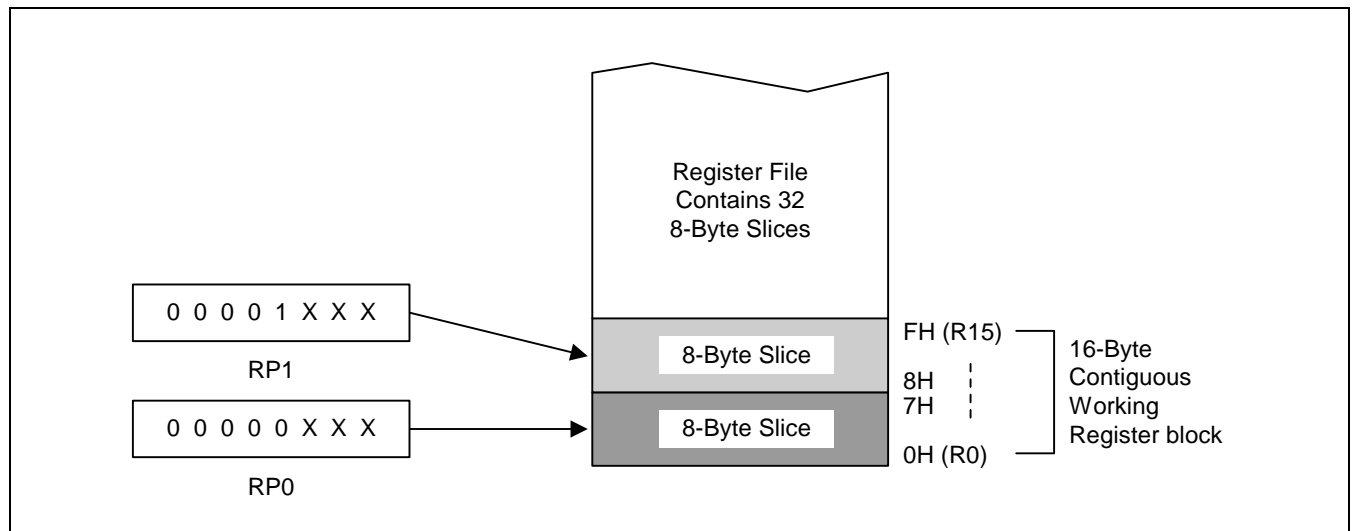 Register File
Contains 32
8-Byte Slices
0 0 0 0 1 X X X
RP1
0 0 0 0 0 X X X
RP0
8-Byte Slice
8-Byte Slice
FH (R15)
8H
7H
0H (R0)
16-Byte
Contiguous
Working
Register block